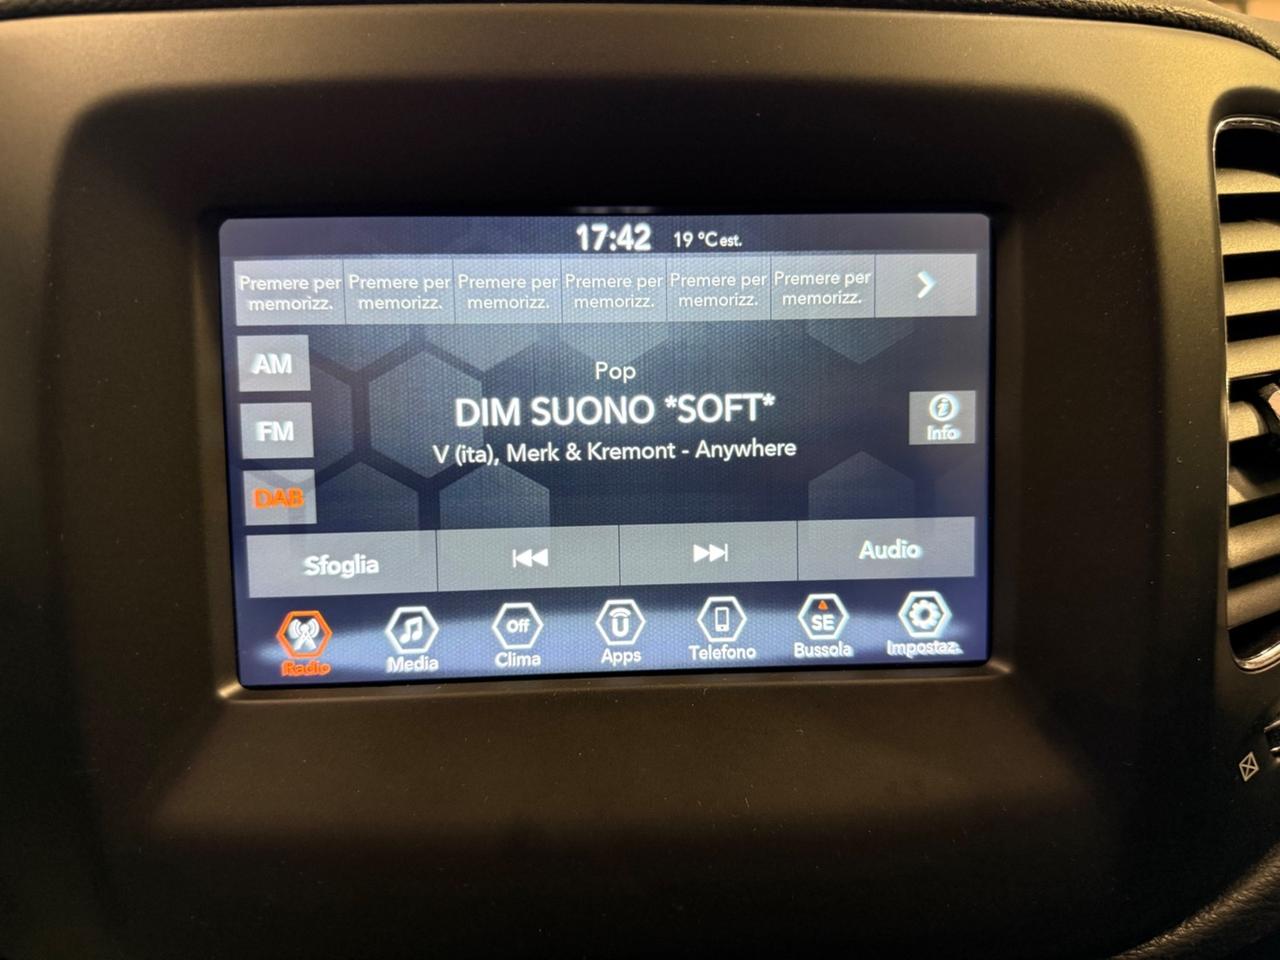 17:42 19 °C est.
Premere per memorizz.
Premere per memorizz.
Premere per memorizz.
Premere per memorizz.
Premere per memorizz.
Premere per memorizz.
AM
Pop
DIM SUONO *SOFT*
V (ita), Merk & Kremont - Anywhere
Info
FM
DAB
Sfoglia
Audio
Radio
Media
Off
Clima
U
Apps
Telefono
SE
Bussola
Impostaz.